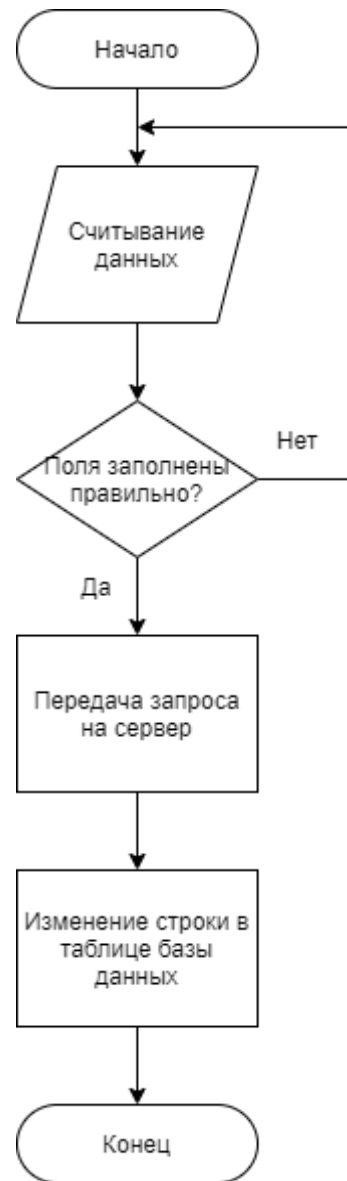 Начало
Считывание
данных
Поля заполнены
правильно?
Нет
Да
Передача запроса
на сервер
Изменение строки в
таблице базы
данных
Конец